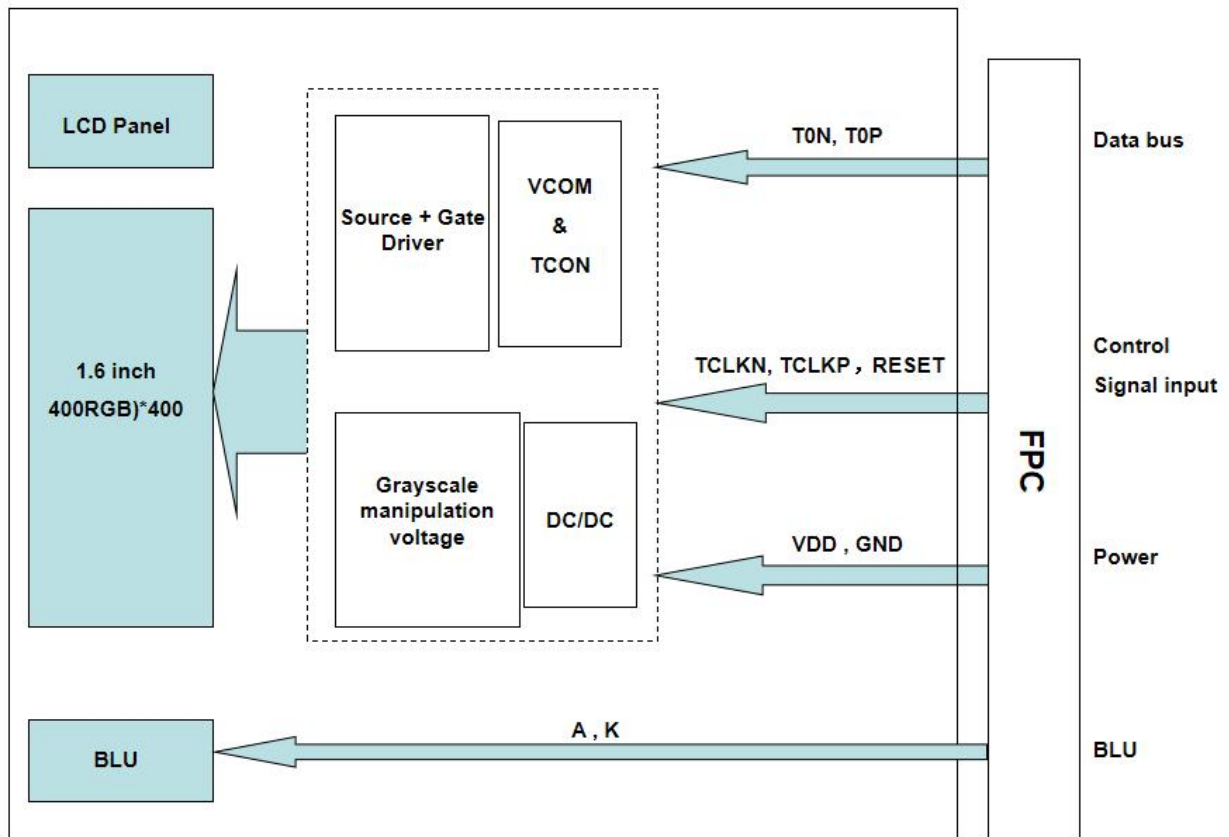 LCD Panel
1.6 inch
400RGB)*400
BLU
Source + Gate
Driver
VCOM
&
TCON
Grayscale
manipulation
voltage
DC/DC
T0N, T0P
TCLKN, TCLKP，RESET
VDD , GND
A , K
FPC
Data bus
Control
Signal input
Power
BLU